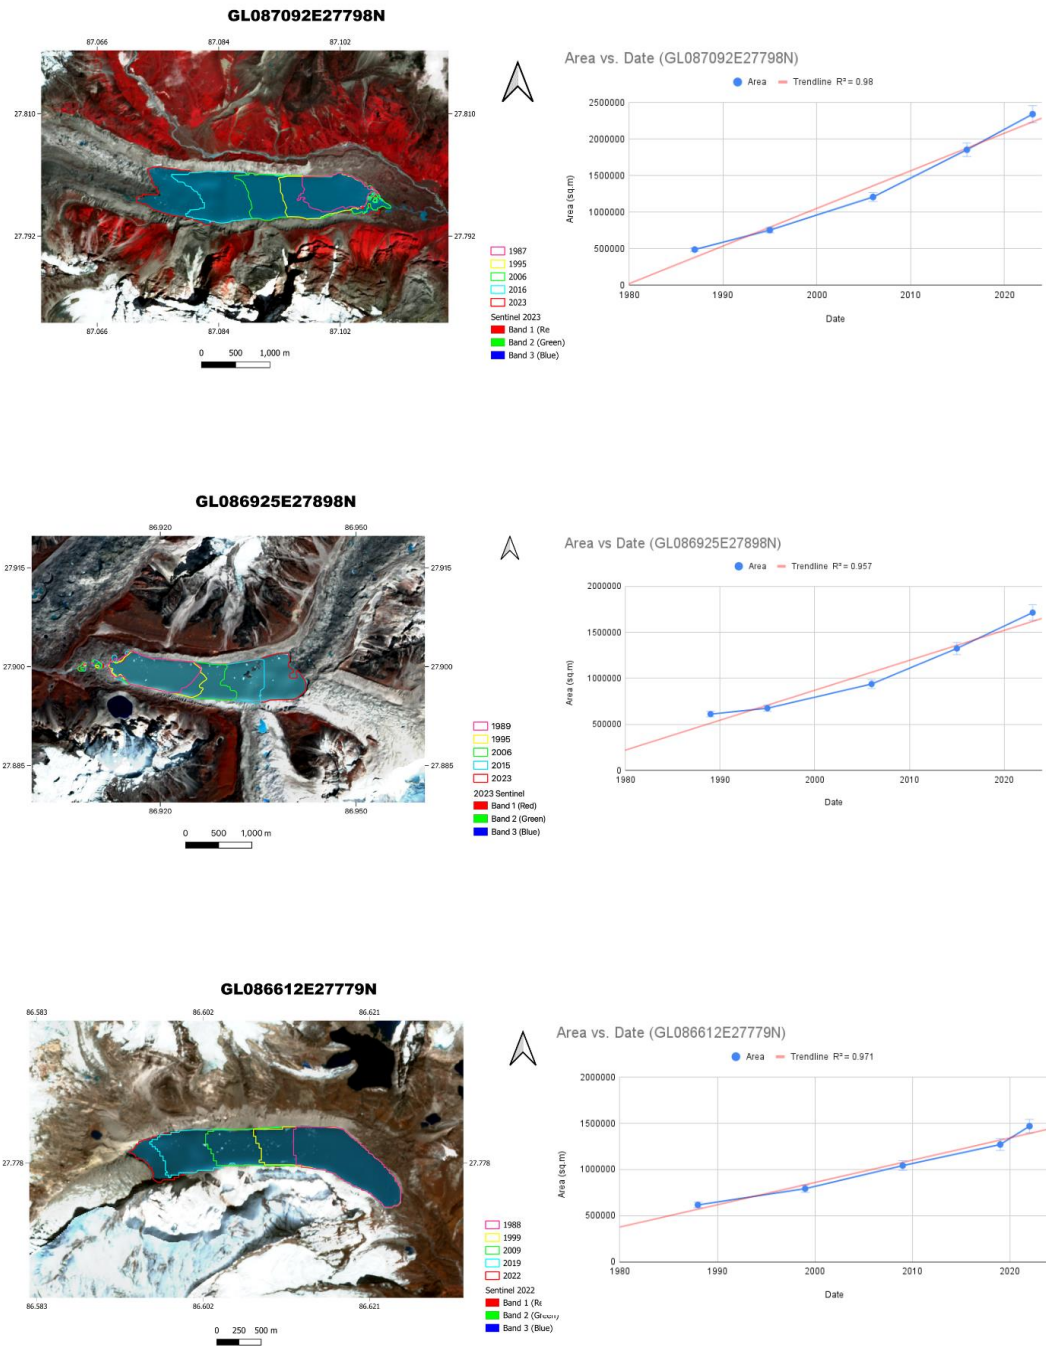 GL087092E27798N
87.066 87.084 87.102
27.810 27.810
27.792 27.792
87.066 87.084 87.102
0 500 1,000 m
1987
1995
2006
2016
2023
Sentinel 2023
Band 1 (Re
Band 2 (Green)
Band 3 (Blue)
Area vs. Date (GL087092E27798N)
Area Trendline R² = 0.98
2500000
2000000
1500000
1000000
500000
0
Area (sq.m)
1980 1990 2000 2010 2020
Date
GL086925E27898N
86.920 86.950
27.915 27.915
27.900 27.900
27.885 27.885
86.920 86.950
0 500 1,000 m
1989
1995
2006
2015
2023
2023 Sentinel
Band 1 (Red)
Band 2 (Green)
Band 3 (Blue)
Area vs Date (GL086925E27898N)
Area Trendline R² = 0.957
2000000
1500000
1000000
500000
0
Area (sq.m)
1980 1990 2000 2010 2020
Date
GL086612E27779N
86.583 86.602 86.621
27.778 27.778
86.583 86.602 86.621
0 250 500 m
1988
1999
2009
2019
2022
Sentinel 2022
Band 1 (Re
Band 2 (Green)
Band 3 (Blue)
Area vs. Date (GL086612E27779N)
Area Trendline R² = 0.971
2000000
1500000
1000000
500000
0
Area (sq.m)
1980 1990 2000 2010 2020
Date